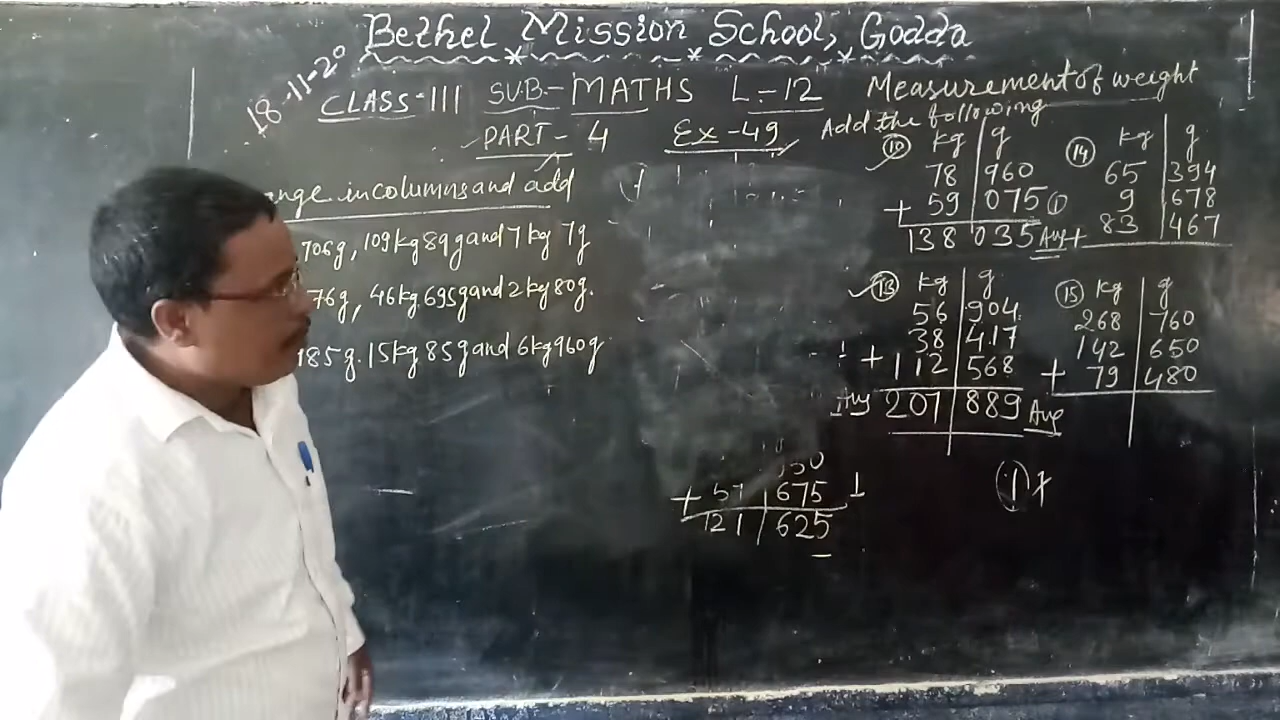 Bethel Mission School, Godda
18-11-20
CLASS-III SUB-MATHS L-12 Measurement of weight
PART-4 Ex-49 Add the following
in columns and add
706g, 109kg 89g and 7kg 7g
76g, 46kg 695g and 2kg 80g.
185g. 15kg 85g and 6kg 960g
kg g
78 960
+ 59 075 1
138 035 Ans
14 kg g
65 394
9 678
+ 83 467
13 kg g
56 904
38 417
+ 112 568
Ans 207 889 Ans
15 kg g
268 760
142 650
+ 79 480
50
+ 57 675 1
121 625
1